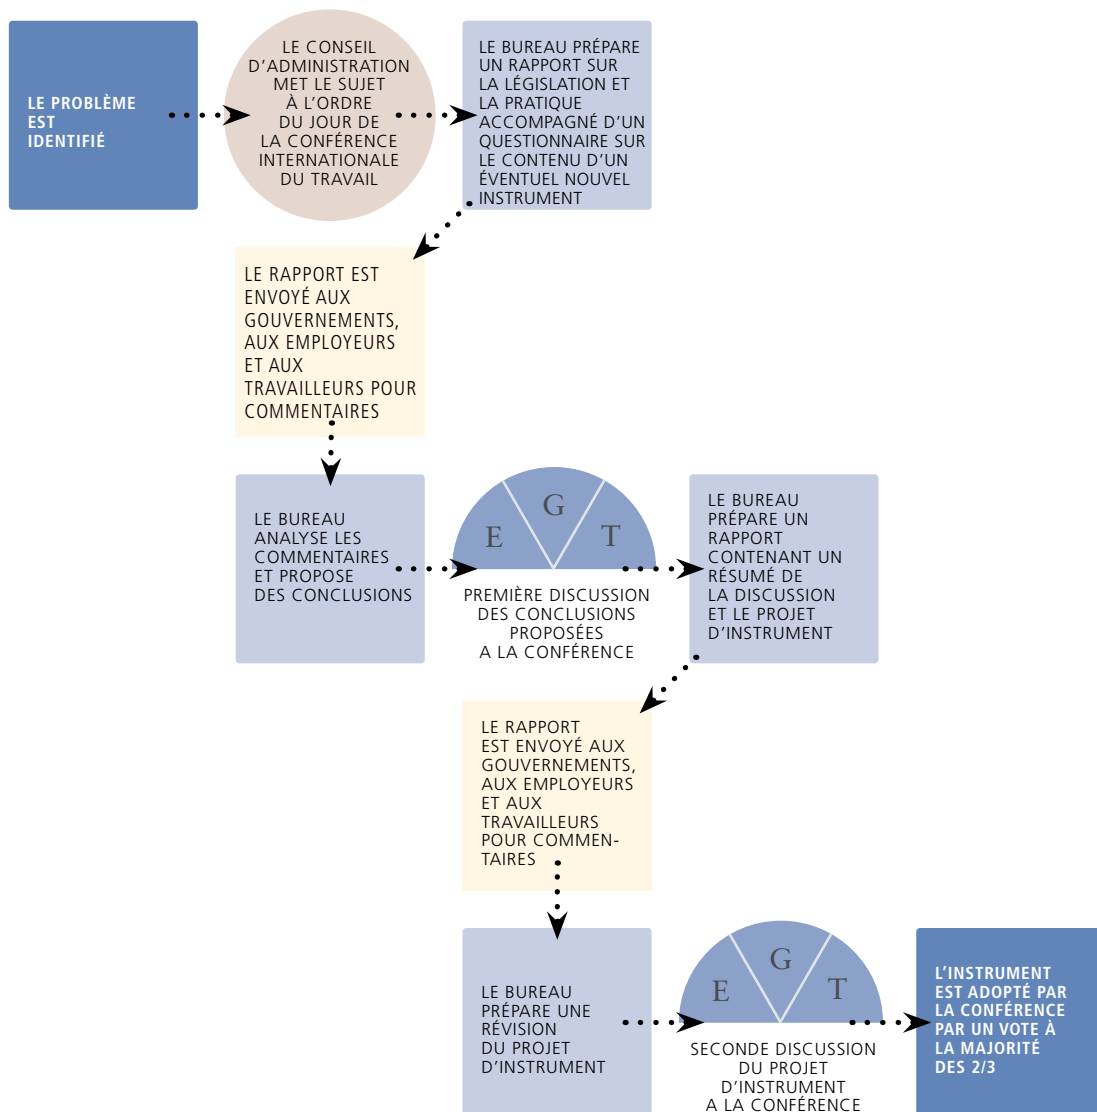 LE PROBLÈME
EST
IDENTIFIÉ
LE CONSEIL
D'ADMINISTRATION
MET LE SUJET
À L'ORDRE
DU JOUR DE
LA CONFÉRENCE
INTERNATIONALE
DU TRAVAIL
LE BUREAU PRÉPARE
UN RAPPORT SUR
LA LÉGISLATION ET
LA PRATIQUE
ACCOMPAGNÉ D'UN
QUESTIONNAIRE SUR
LE CONTENU D'UN
ÉVENTUEL NOUVEL
INSTRUMENT
LE RAPPORT EST
ENVOYÉ AUX
GOUVERNEMENTS,
AUX EMPLOYEURS
ET AUX
TRAVAILLEURS POUR
COMMENTAIRES
LE BUREAU
ANALYSE LES
COMMENTAIRES
ET PROPOSE
DES CONCLUSIONS
E G T
PREMIÈRE DISCUSSION
DES CONCLUSIONS
PROPOSÉES
A LA CONFÉRENCE
LE BUREAU
PRÉPARE UN
RAPPORT
CONTENANT UN
RÉSUMÉ DE
LA DISCUSSION
ET LE PROJET
D'INSTRUMENT
LE RAPPORT
EST ENVOYÉ AUX
GOUVERNEMENTS,
AUX EMPLOYEURS
ET AUX
TRAVAILLEURS
POUR COMMEN-
TAIRES
LE BUREAU
PRÉPARE UNE
RÉVISION
DU PROJET
D'INSTRUMENT
E G T
SECONDE DISCUSSION
DU PROJET
D'INSTRUMENT
A LA CONFÉRENCE
L'INSTRUMENT
EST ADOPTÉ PAR
LA CONFÉRENCE
PAR UN VOTE À
LA MAJORITÉ
DES 2/3